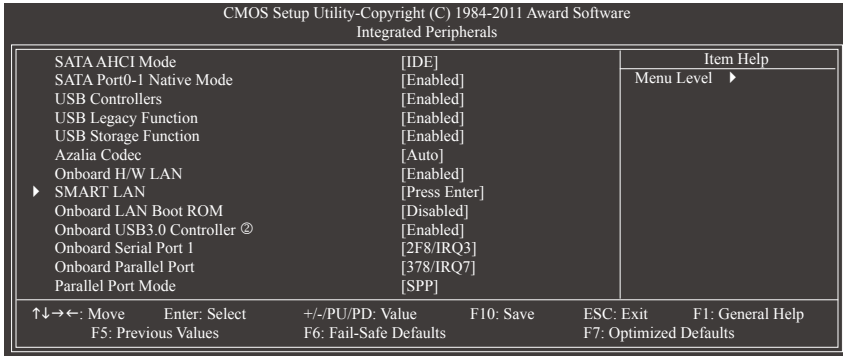 CMOS Setup Utility-Copyright (C) 1984-2011 Award Software
Integrated Peripherals
SATA AHCI Mode [IDE]
SATA Port0-1 Native Mode [Enabled]
USB Controllers [Enabled]
USB Legacy Function [Enabled]
USB Storage Function [Enabled]
Azalia Codec [Auto]
Onboard H/W LAN [Enabled]
▶ SMART LAN [Press Enter]
Onboard LAN Boot ROM [Disabled]
Onboard USB3.0 Controller ② [Enabled]
Onboard Serial Port 1 [2F8/IRQ3]
Onboard Parallel Port [378/IRQ7]
Parallel Port Mode [SPP]
Item Help
Menu Level ▶
↑↓→←: Move Enter: Select +/-/PU/PD: Value F10: Save ESC: Exit F1: General Help
F5: Previous Values F6: Fail-Safe Defaults F7: Optimized Defaults